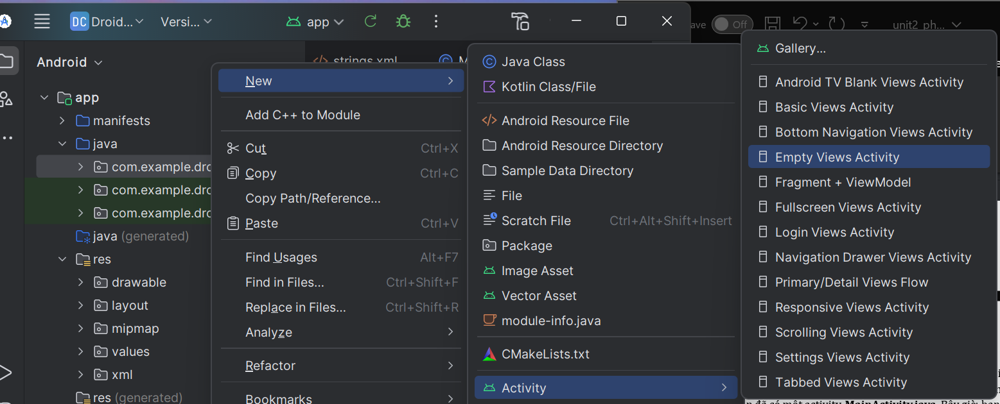 DC Droid... Versi... app
ave Off unit2_ph...
Android
strings.xml
app
manifests
java
com.example.dro
com.example.dro
com.example.dro
java (generated)
res
drawable
layout
mipmap
values
xml
res (generated)
New
Add C++ to Module
Cut Ctrl+X
Copy Ctrl+C
Copy Path/Reference...
Paste Ctrl+V
Find Usages Alt+F7
Find in Files... Ctrl+Shift+F
Replace in Files... Ctrl+Shift+R
Analyze
Refactor
Bookmarks
Java Class
Kotlin Class/File
Android Resource File
Android Resource Directory
Sample Data Directory
File
Scratch File Ctrl+Alt+Shift+Insert
Package
Image Asset
Vector Asset
module-info.java
CMakeLists.txt
Activity
Gallery...
Android TV Blank Views Activity
Basic Views Activity
Bottom Navigation Views Activity
Empty Views Activity
Fragment + ViewModel
Fullscreen Views Activity
Login Views Activity
Navigation Drawer Views Activity
Primary/Detail Views Flow
Responsive Views Activity
Scrolling Views Activity
Settings Views Activity
Tabbed Views Activity
n đã có một activity MainActivity.java. Bây giờ bạn